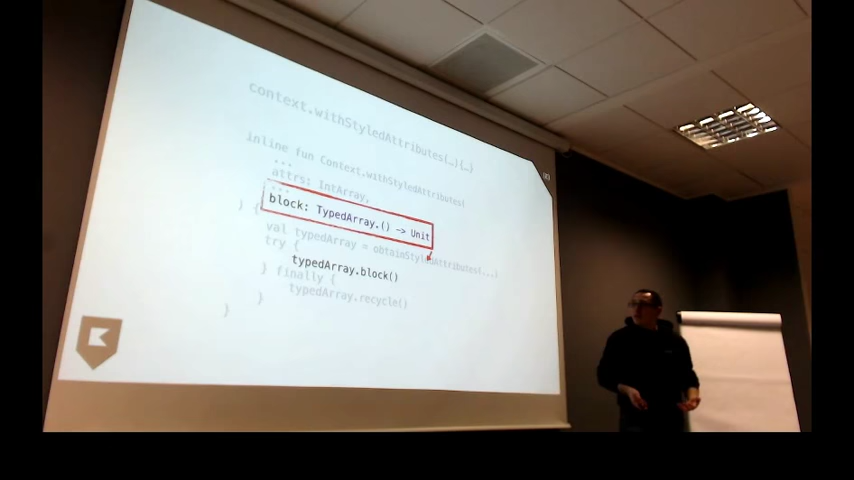 context.withStyledAttributes(…){…}
inline fun Context.withStyledAttributes(
...
attrs: IntArray,
...
block: TypedArray.() -> Unit
) {
val typedArray = obtainStyledAttributes(...)
try {
typedArray.block()
} finally {
typedArray.recycle()
}
}